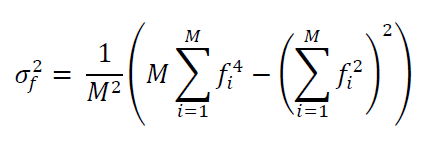 σ_f^2 = \frac{1}{M^2} \left( M \sum_{i=1}^{M} f_i^4 - \left( \sum_{i=1}^{M} f_i^2 \right)^2 \right)